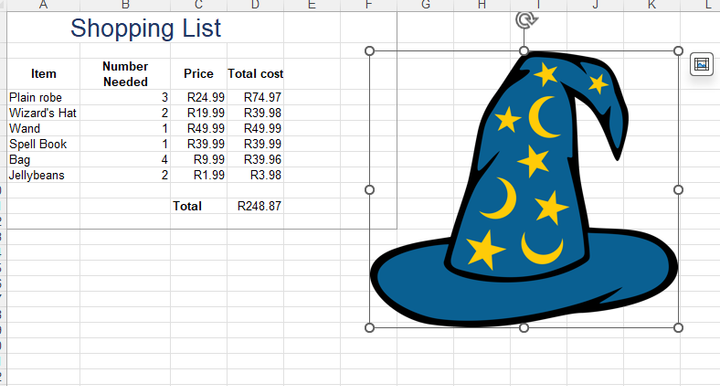 A B C D E F G H I J K L
Shopping List
Item Number Needed Price Total cost
Plain robe 3 R24.99 R74.97
Wizard's Hat 2 R19.99 R39.98
Wand 1 R49.99 R49.99
Spell Book 1 R39.99 R39.99
Bag 4 R9.99 R39.96
Jellybeans 2 R1.99 R3.98
Total R248.87